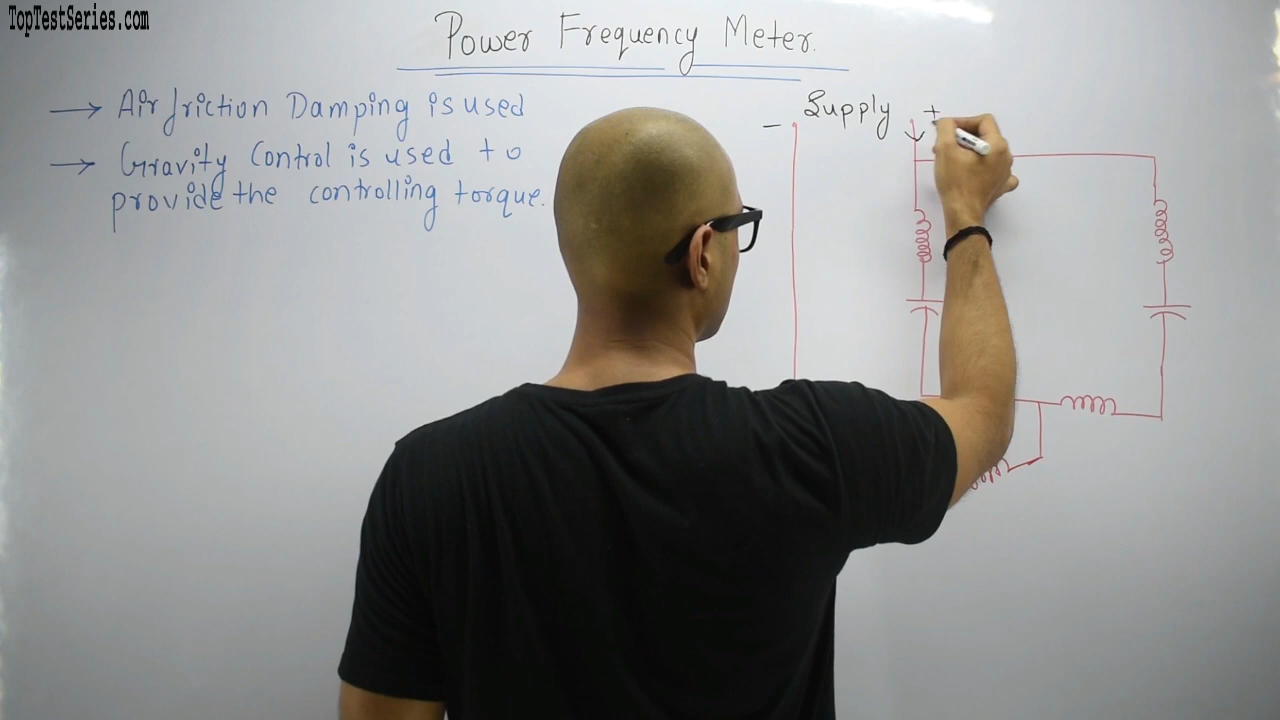 TopTestSeries.com
Power Frequency Meter.
→ Air friction Damping is used
→ Gravity Control is used to
provide the controlling torque.
- Supply +